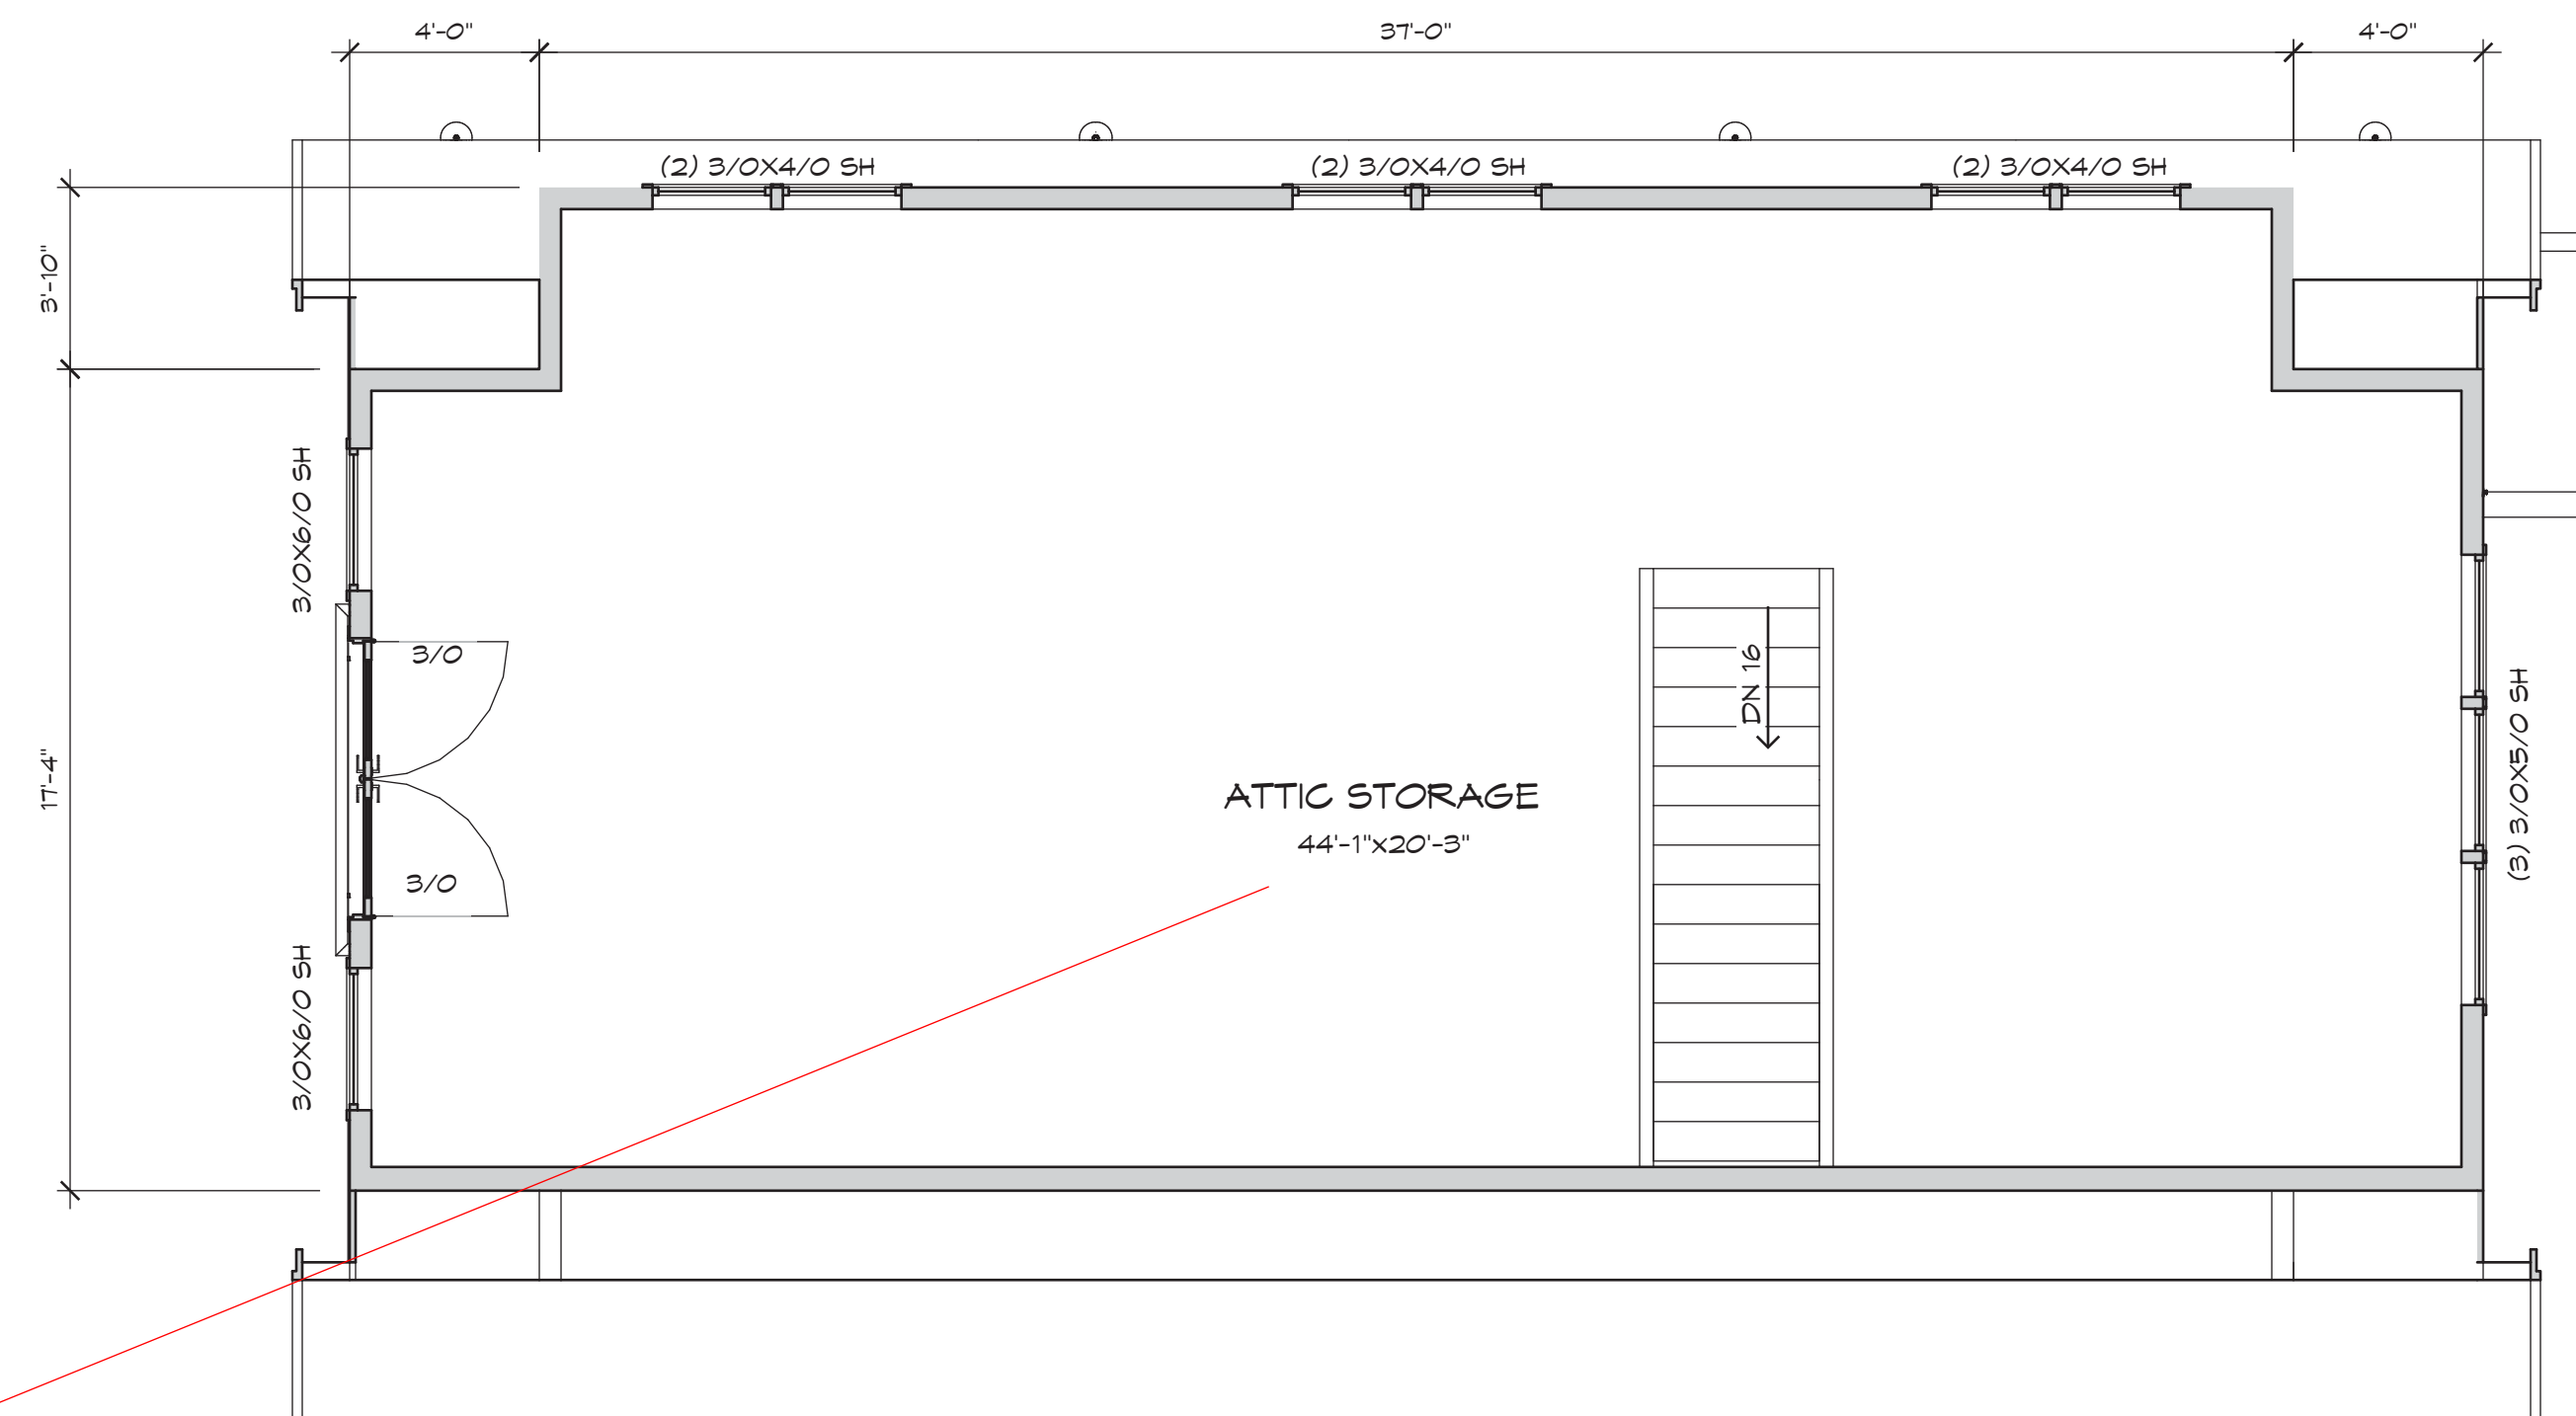 4'-0"
37'-0"
4'-0"
(2) 3/0X4/0 SH
(2) 3/0X4/0 SH
(2) 3/0X4/0 SH
3'-10"
3/0X6/0 SH
3/0
DN 16
17'-4"
ATTIC STORAGE
44'-1"x20'-3"
(3) 3/0X5/0 SH
3/0
3/0X6/0 SH